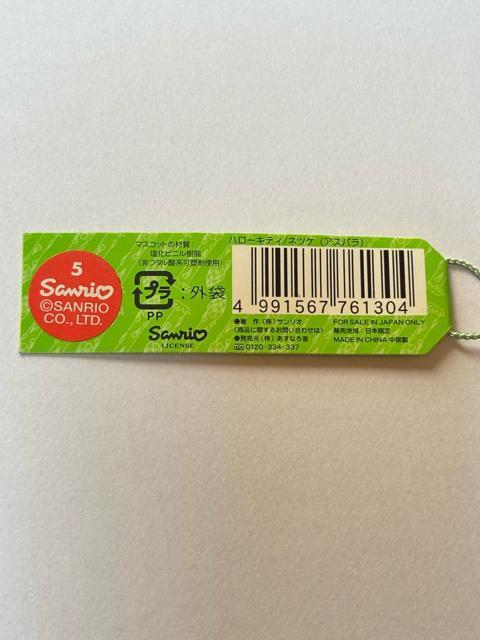 5
Sanrio
©SANRIO
CO., LTD.
マスコットの材質:
塩化ビニル樹脂
(非フタル酸系可塑剤使用)
プラ
:外袋
PP
Sanrio
LICENSE
ハローキティ/ネツケ (アスパラ)
4 991567 761304
●著 作 (株) サンリオ
(商品に関するお問い合わせは)
●発売元 (株) あすなろ舎
0120-334-337
FOR SALE IN JAPAN ONLY
販売地域: 日本限定
MADE IN CHINA 中国製